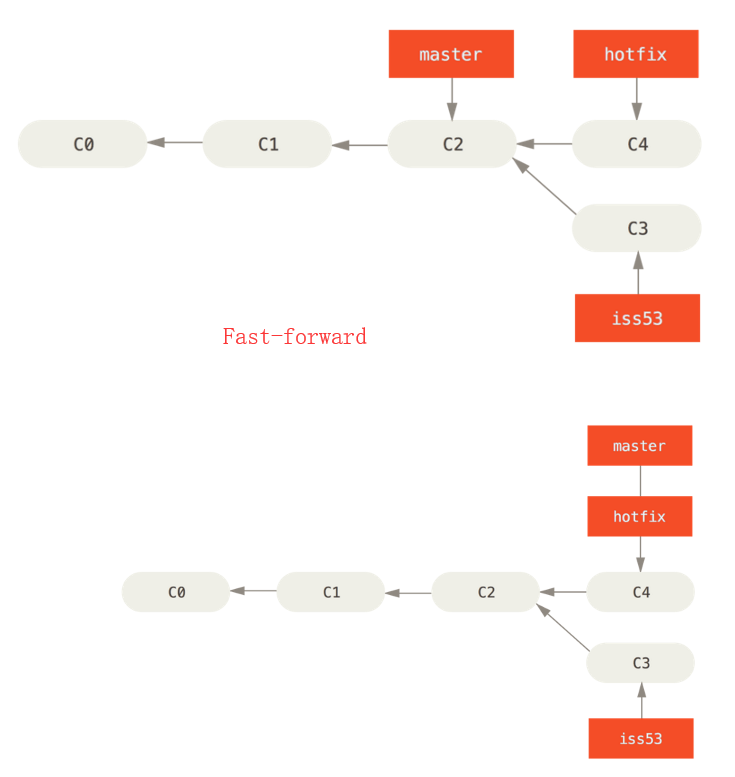 master hotfix
C0 C1 C2 C4
C3
iss53
Fast-forward
master
hotfix
C0 C1 C2 C4
C3
iss53